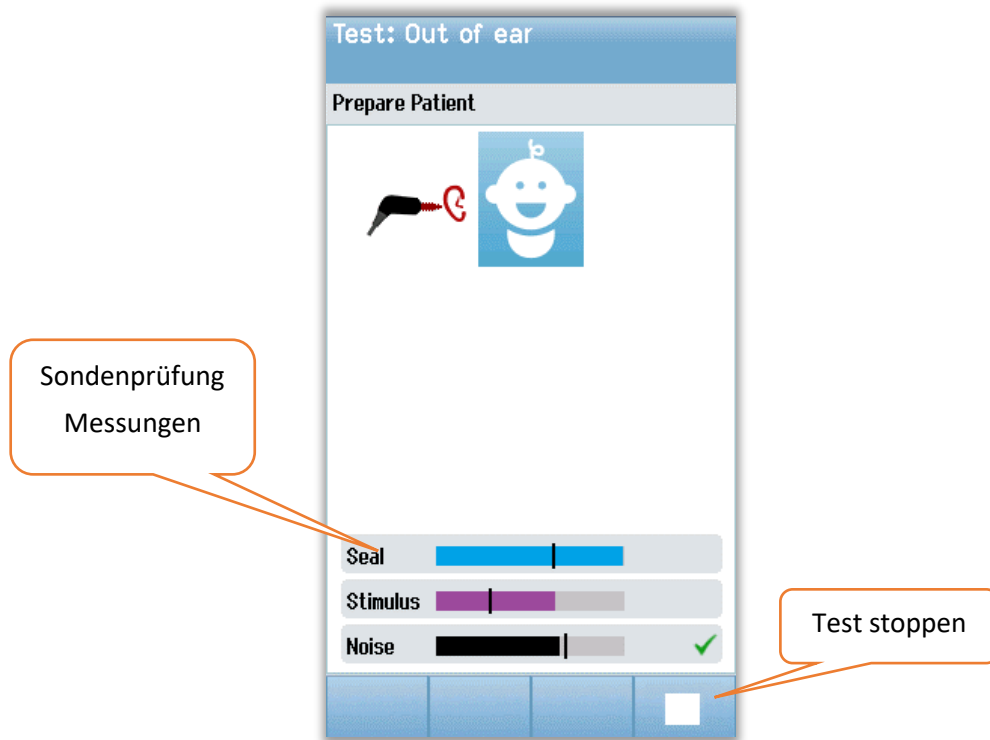 Test: Out of ear
Prepare Patient
Sondenprüfung
Messungen
Seal
Stimulus
Noise
Test stoppen